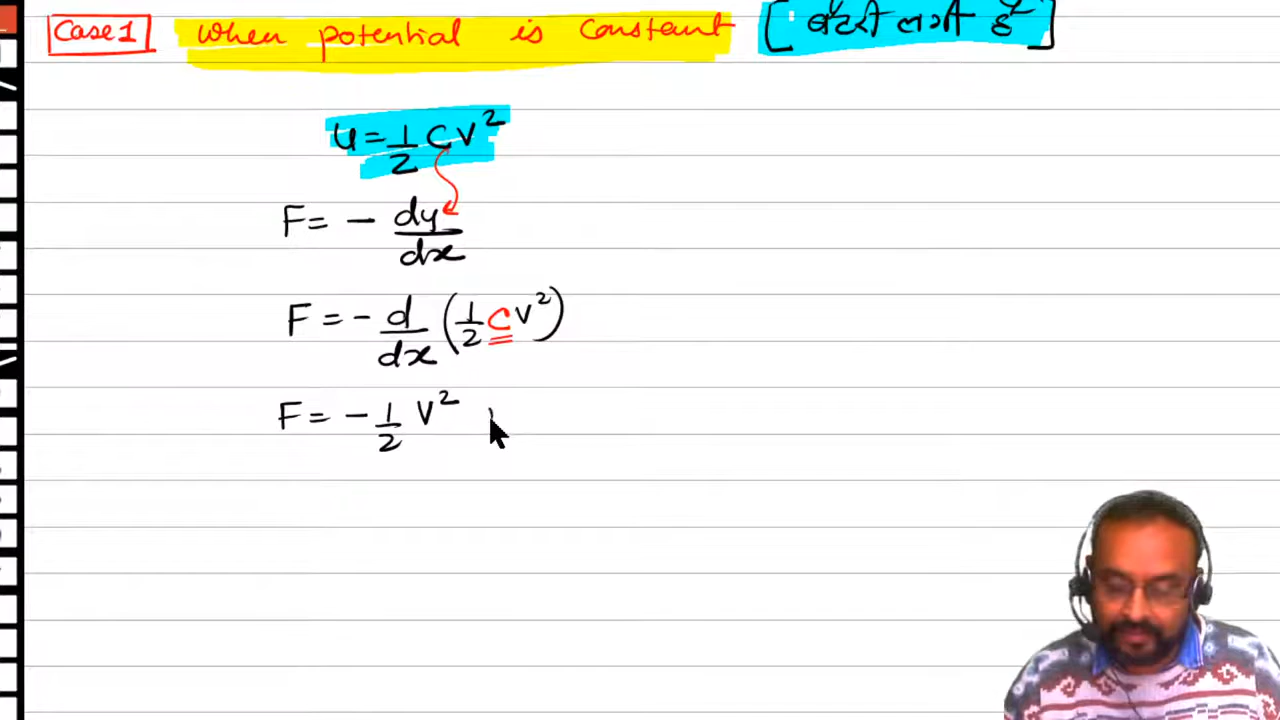 Case 1 when potential is constant [बैटरी लगी है]
U = 1/2 CV²
F = - dy/dx
F = - d/dx (1/2 CV²)
F = - 1/2 V²